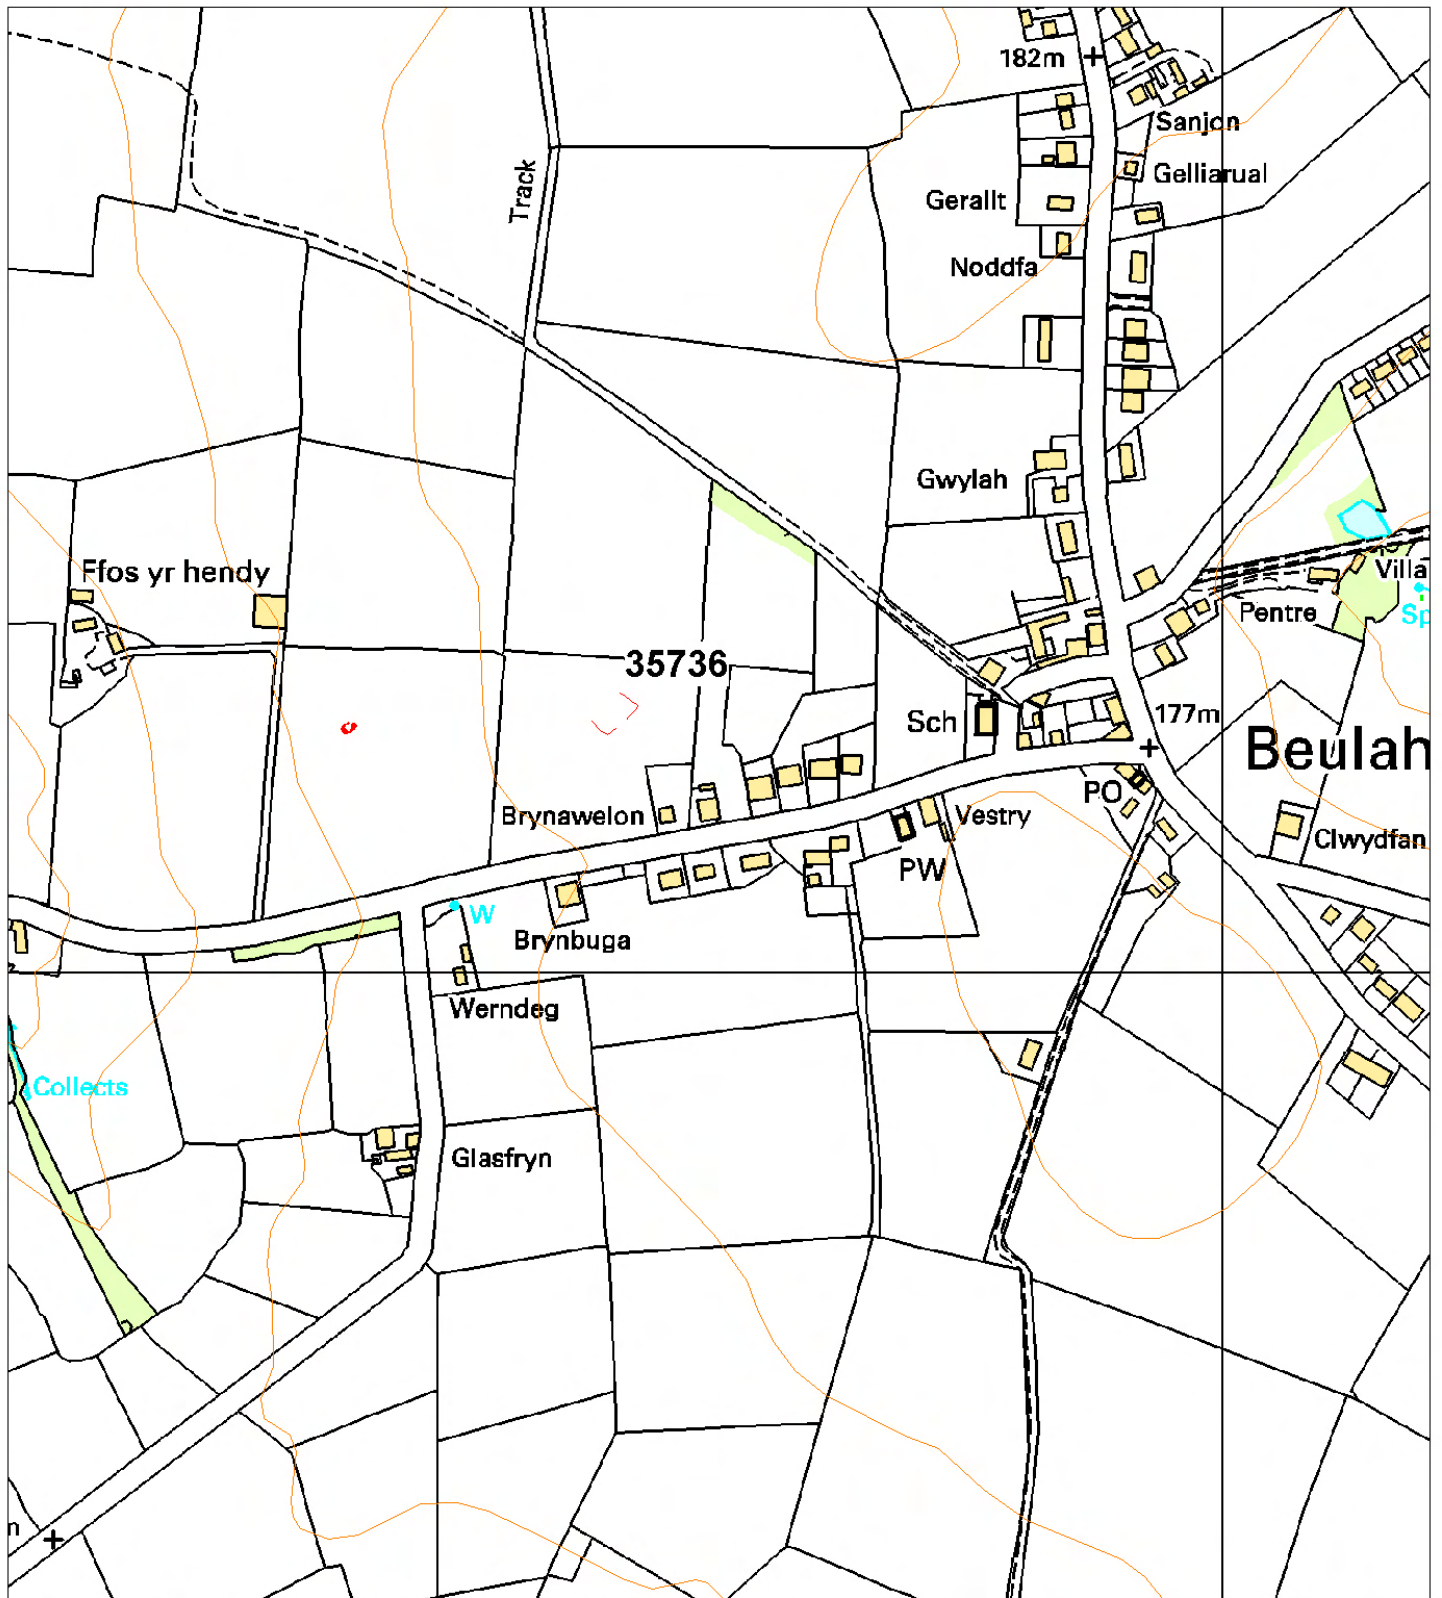 182m
Sanjon
Track
Gelliarual
Gerallt
Noddfa
Gwylah
Ffos yr hendy
Villa
Pentre
Sp
35736
Sch
177m
Beulah
PO
Brynawelon
Vestry
Clwydfan
PW
W
Brynbuga
Werndeg
Collects
Glasfryn